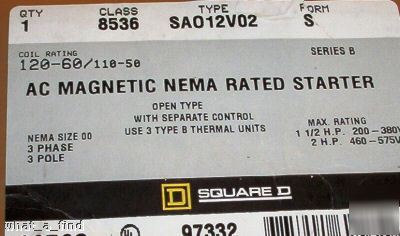 QTY CLASS TYPE FORM
1 8536 SAO12V02 S
COIL RATING SERIES B
120-60/110-50
AC MAGNETIC NEMA RATED STARTER
OPEN TYPE
WITH SEPARATE CONTROL
USE 3 TYPE B THERMAL UNITS
NEMA SIZE 00
3 PHASE
3 POLE
MAX. RATING
1 1/2 H.P. 200-380V
2 H.P. 460-575V
D SQUARE D
what_a_find
UL 97332